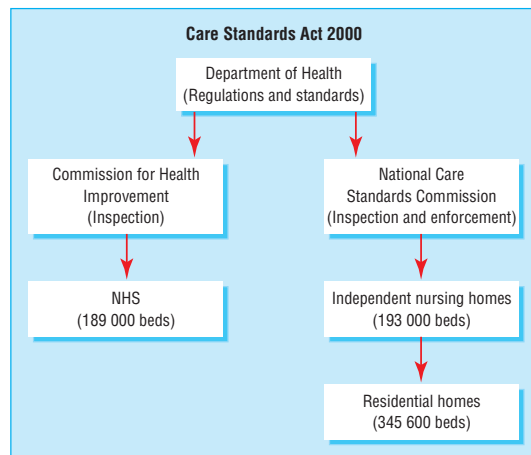 Care Standards Act 2000
Department of Health
(Regulations and standards)
Commission for Health
Improvement
(Inspection)
National Care
Standards Commission
(Inspection and enforcement)
NHS
(189 000 beds)
Independent nursing homes
(193 000 beds)
Residential homes
(345 600 beds)